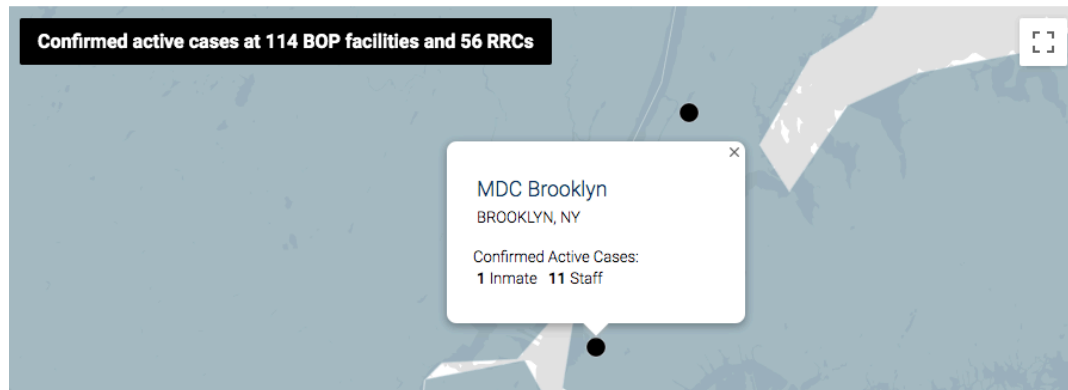 Confirmed active cases at 114 BOP facilities and 56 RRCs
MDC Brooklyn
BROOKLYN, NY
Confirmed Active Cases:
1 Inmate 11 Staff